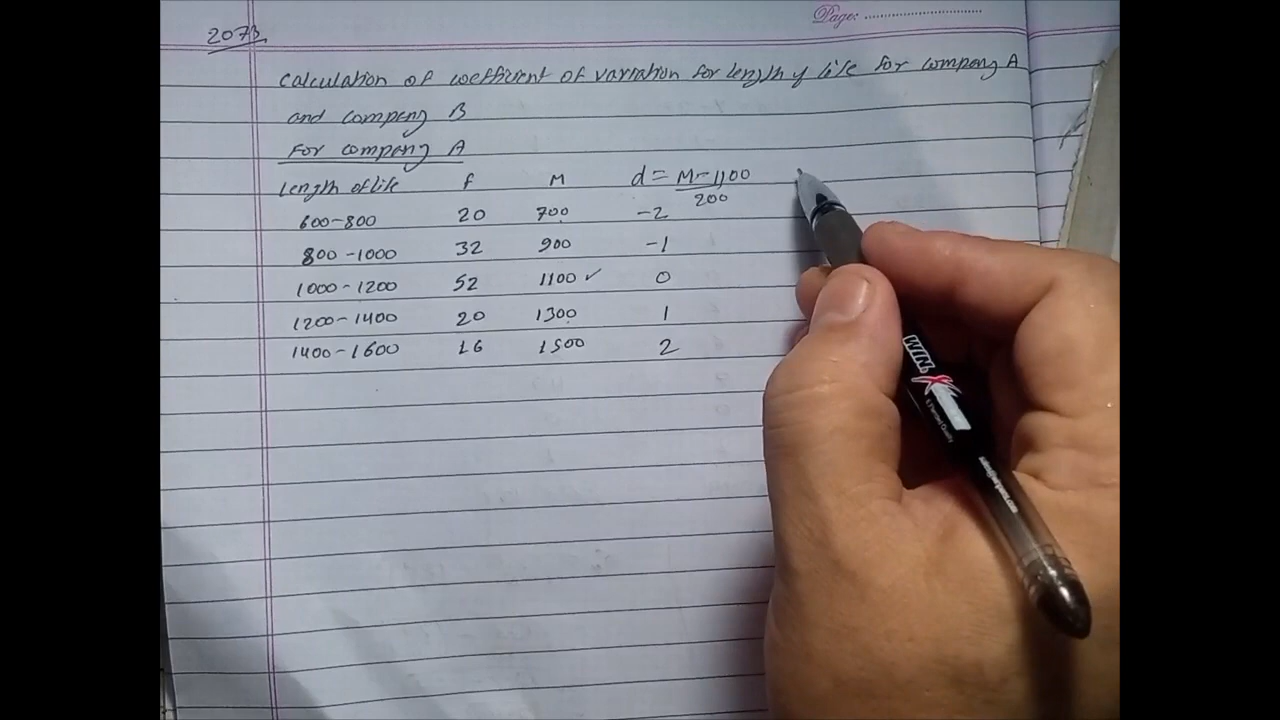 Page: ..............................
2073
Calculation of coefficient of variation for length of life for company A
and company B
For company A
Length of life f M d = M-1100
200
600-800 20 700 -2
800-1000 32 900 -1
1000-1200 52 1100 ✓ 0
1200-1400 20 1300 1
1400-1600 16 1500 2
WIN X